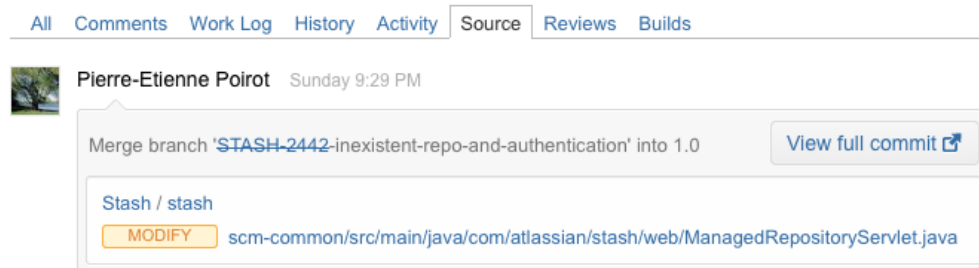 All Comments Work Log History Activity Source Reviews Builds
Pierre-Etienne Poirot Sunday 9:29 PM
Merge branch 'STASH-2442-inexistent-repo-and-authentication' into 1.0 View full commit
Stash / stash
MODIFY scm-common/src/main/java/com/atlassian/stash/web/ManagedRepositoryServlet.java